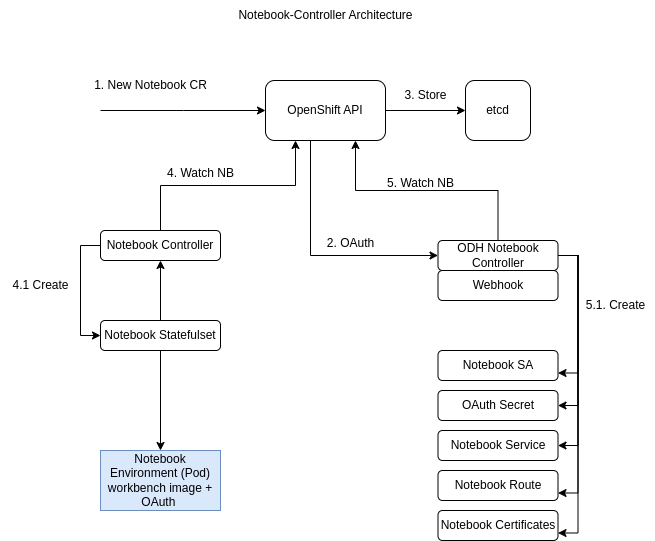 Notebook-Controller Architecture
1. New Notebook CR
OpenShift API
3. Store
etcd
4. Watch NB
5. Watch NB
Notebook Controller
2. OAuth
ODH Notebook
Controller
Webhook
4.1 Create
5.1. Create
Notebook Statefulset
Notebook SA
OAuth Secret
Notebook Service
Notebook Route
Notebook Certificates
Notebook
Environment (Pod)
workbench image +
OAuth